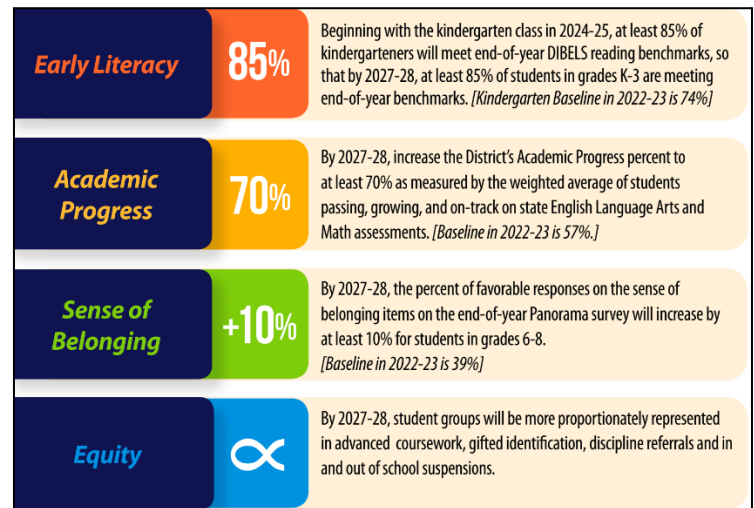 Early Literacy
85%
Beginning with the kindergarten class in 2024-25, at least 85% of
kindergarteners will meet end-of-year DIBELS reading benchmarks, so
that by 2027-28, at least 85% of students in grades K-3 are meeting
end-of-year benchmarks. [Kindergarten Baseline in 2022-23 is 74%]
Academic
Progress
70%
By 2027-28, increase the District's Academic Progress percent to
at least 70% as measured by the weighted average of students
passing, growing, and on-track on state English Language Arts and
Math assessments. [Baseline in 2022-23 is 57%.]
Sense of
Belonging
+10%
By 2027-28, the percent of favorable responses on the sense of
belonging items on the end-of-year Panorama survey will increase by
at least 10% for students in grades 6-8.
[Baseline in 2022-23 is 39%]
Equity
∝
By 2027-28, student groups will be more proportionately represented
in advanced coursework, gifted identification, discipline referrals and in
and out of school suspensions.